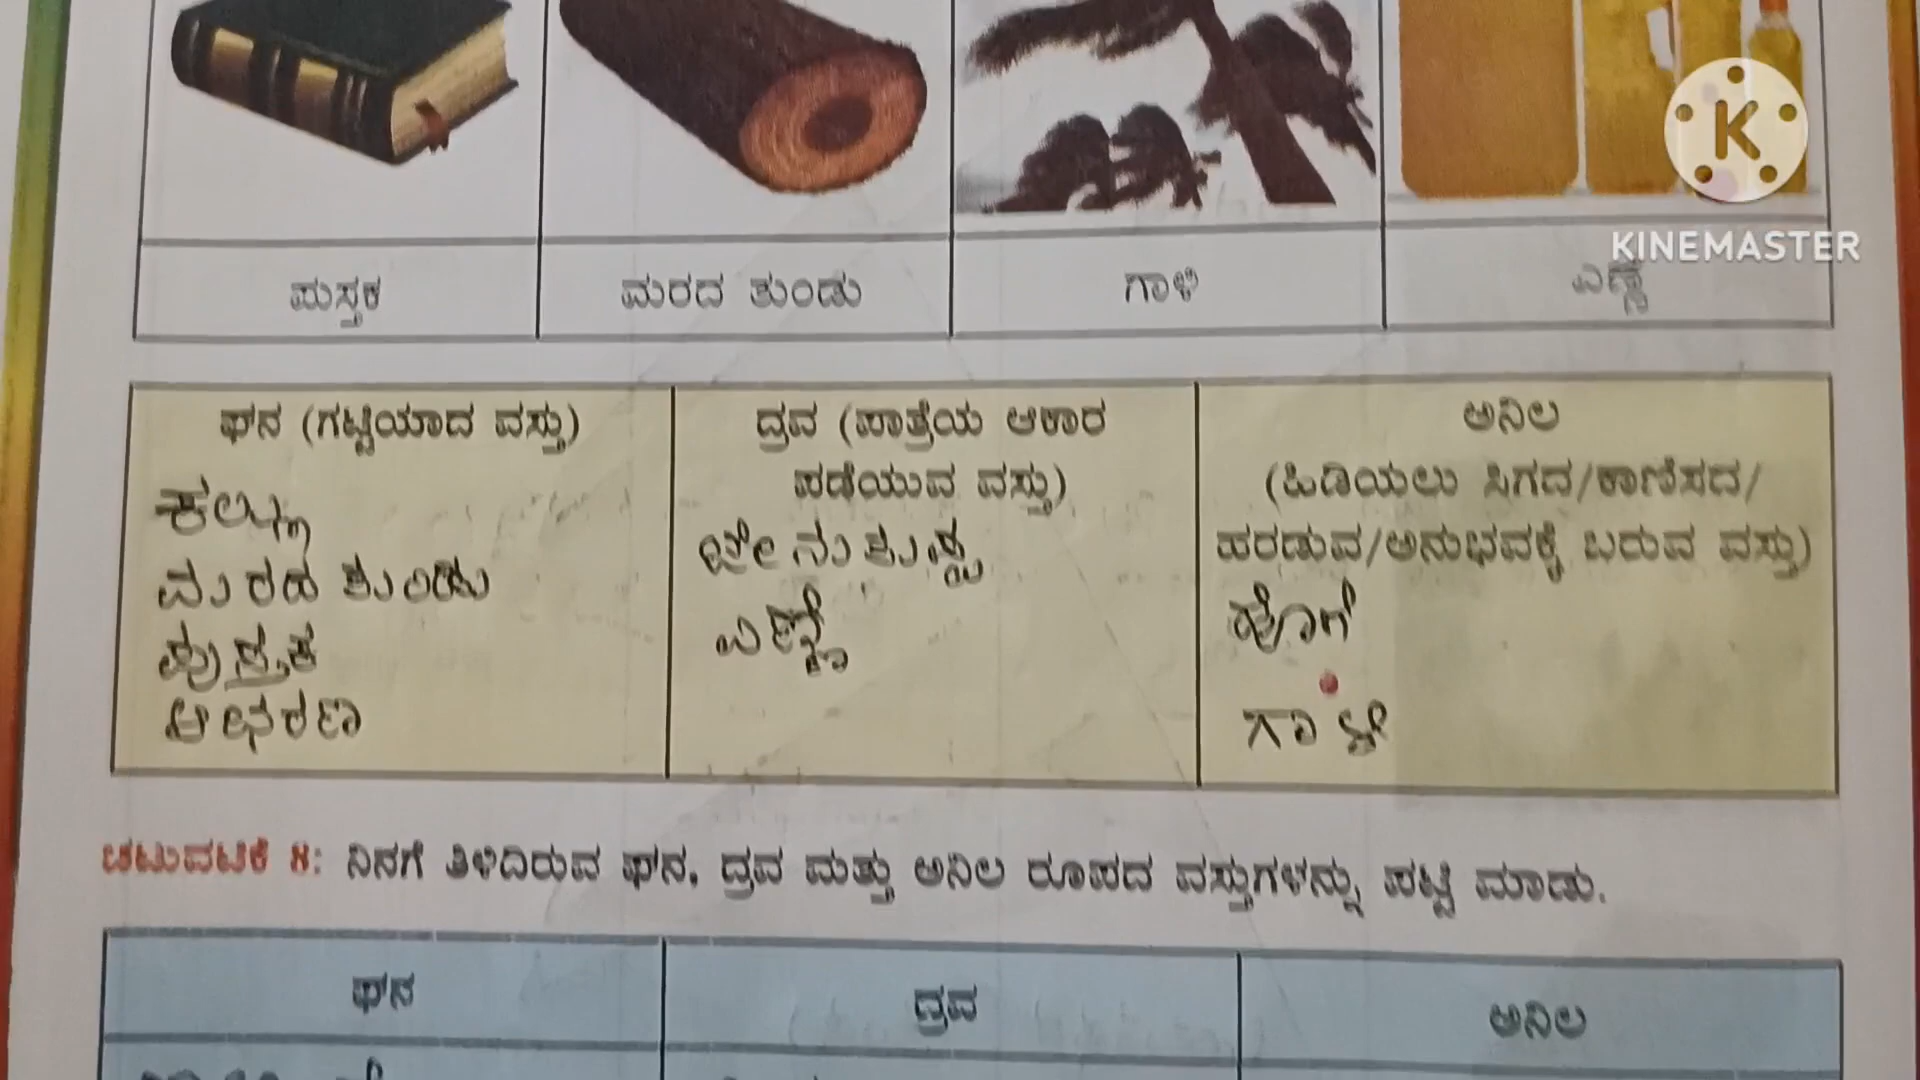 KINEMASTER
ಪುಸ್ತಕ
ಮರದ ತುಂಡು
ಗಾಳಿ
ಎಣ್ಣೆ
ಘನ (ಗಟ್ಟಿಯಾದ ವಸ್ತು)
ಕಲ್ಲು
ಮರದ ತುಂಡು
ಪುಸ್ತಕ
ಆಭರಣ
ದ್ರವ (ಪಾತ್ರೆಯ ಆಕಾರ
ಪಡೆಯುವ ವಸ್ತು)
ಜೇನುತುಪ್ಪ
ಎಣ್ಣೆ
ಅನಿಲ
(ಹಿಡಿಯಲು ಸಿಗದ/ಕಾಣಿಸದ/
ಹರಡುವ/ಅನುಭವಕ್ಕೆ ಬರುವ ವಸ್ತು)
ಹೊಗೆ
ಗಾಳಿ
ಚಟುವಟಿಕೆ ೫: ನಿನಗೆ ತಿಳಿದಿರುವ ಘನ, ದ್ರವ ಮತ್ತು ಅನಿಲ ರೂಪದ ವಸ್ತುಗಳನ್ನು ಪಟ್ಟಿ ಮಾಡು.
ಘನ
ದ್ರವ
ಅನಿಲ